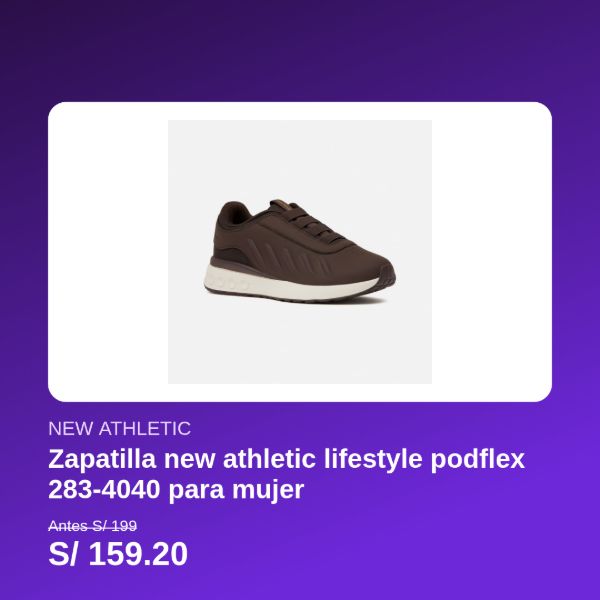 NEW ATHLETIC
Zapatilla new athletic lifestyle podflex
283-4040 para mujer
Antes S/ 199
S/ 159.20